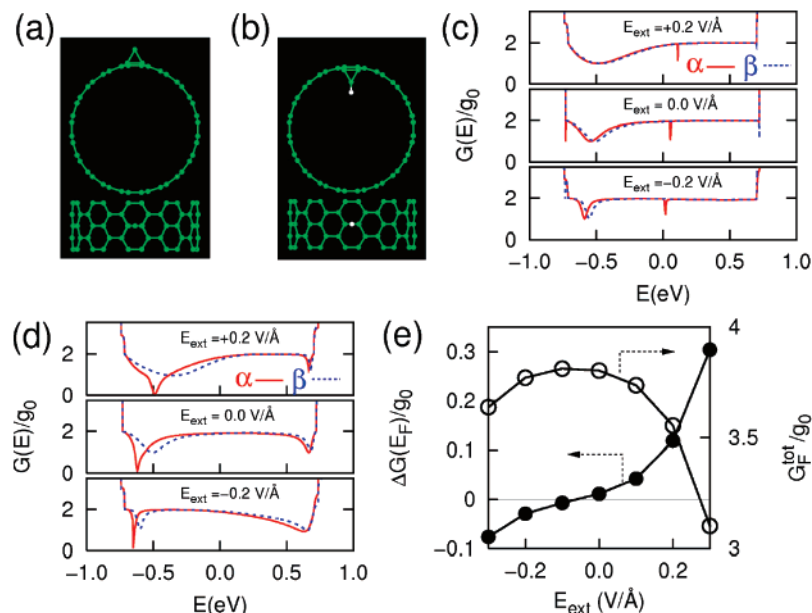 (a)
(b)
(c)
E_ext =+0.2 V/Å
α β
E_ext = 0.0 V/Å
E_ext =−0.2 V/Å
G(E)/g₀
2
0
2
0
2
0
−1.0 −0.5 0.0 0.5 1.0
E(eV)
(d)
E_ext =+0.2 V/Å
α β
E_ext = 0.0 V/Å
E_ext =−0.2 V/Å
G(E)/g₀
2
0
2
0
2
0
−1.0 −0.5 0.0 0.5 1.0
E(eV)
(e)
ΔG(E_F)/g₀
0.3
0.2
0.1
0
−0.1
4
3.5
3
G_F^tot/g₀
−0.2 0.0 0.2
E_ext (V/Å)